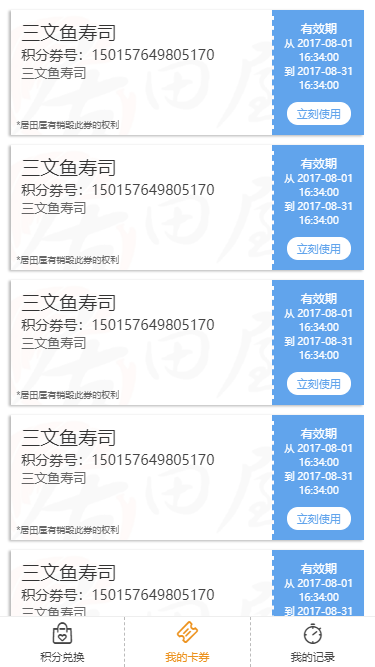 三文鱼寿司
积分券号：150157649805170
三文鱼寿司
*居田屋有销毁此券的权利
有效期
从 2017-08-01
16:34:00
到 2017-08-31
16:34:00
立刻使用
三文鱼寿司
积分券号：150157649805170
三文鱼寿司
*居田屋有销毁此券的权利
有效期
从 2017-08-01
16:34:00
到 2017-08-31
16:34:00
立刻使用
三文鱼寿司
积分券号：150157649805170
三文鱼寿司
*居田屋有销毁此券的权利
有效期
从 2017-08-01
16:34:00
到 2017-08-31
16:34:00
立刻使用
三文鱼寿司
积分券号：150157649805170
三文鱼寿司
*居田屋有销毁此券的权利
有效期
从 2017-08-01
16:34:00
到 2017-08-31
16:34:00
立刻使用
三文鱼寿司
积分券号：150157649805170
三文鱼寿司
有效期
从 2017-08-01
16:34:00
到 2017-08-31
积分兑换
我的卡券
我的记录